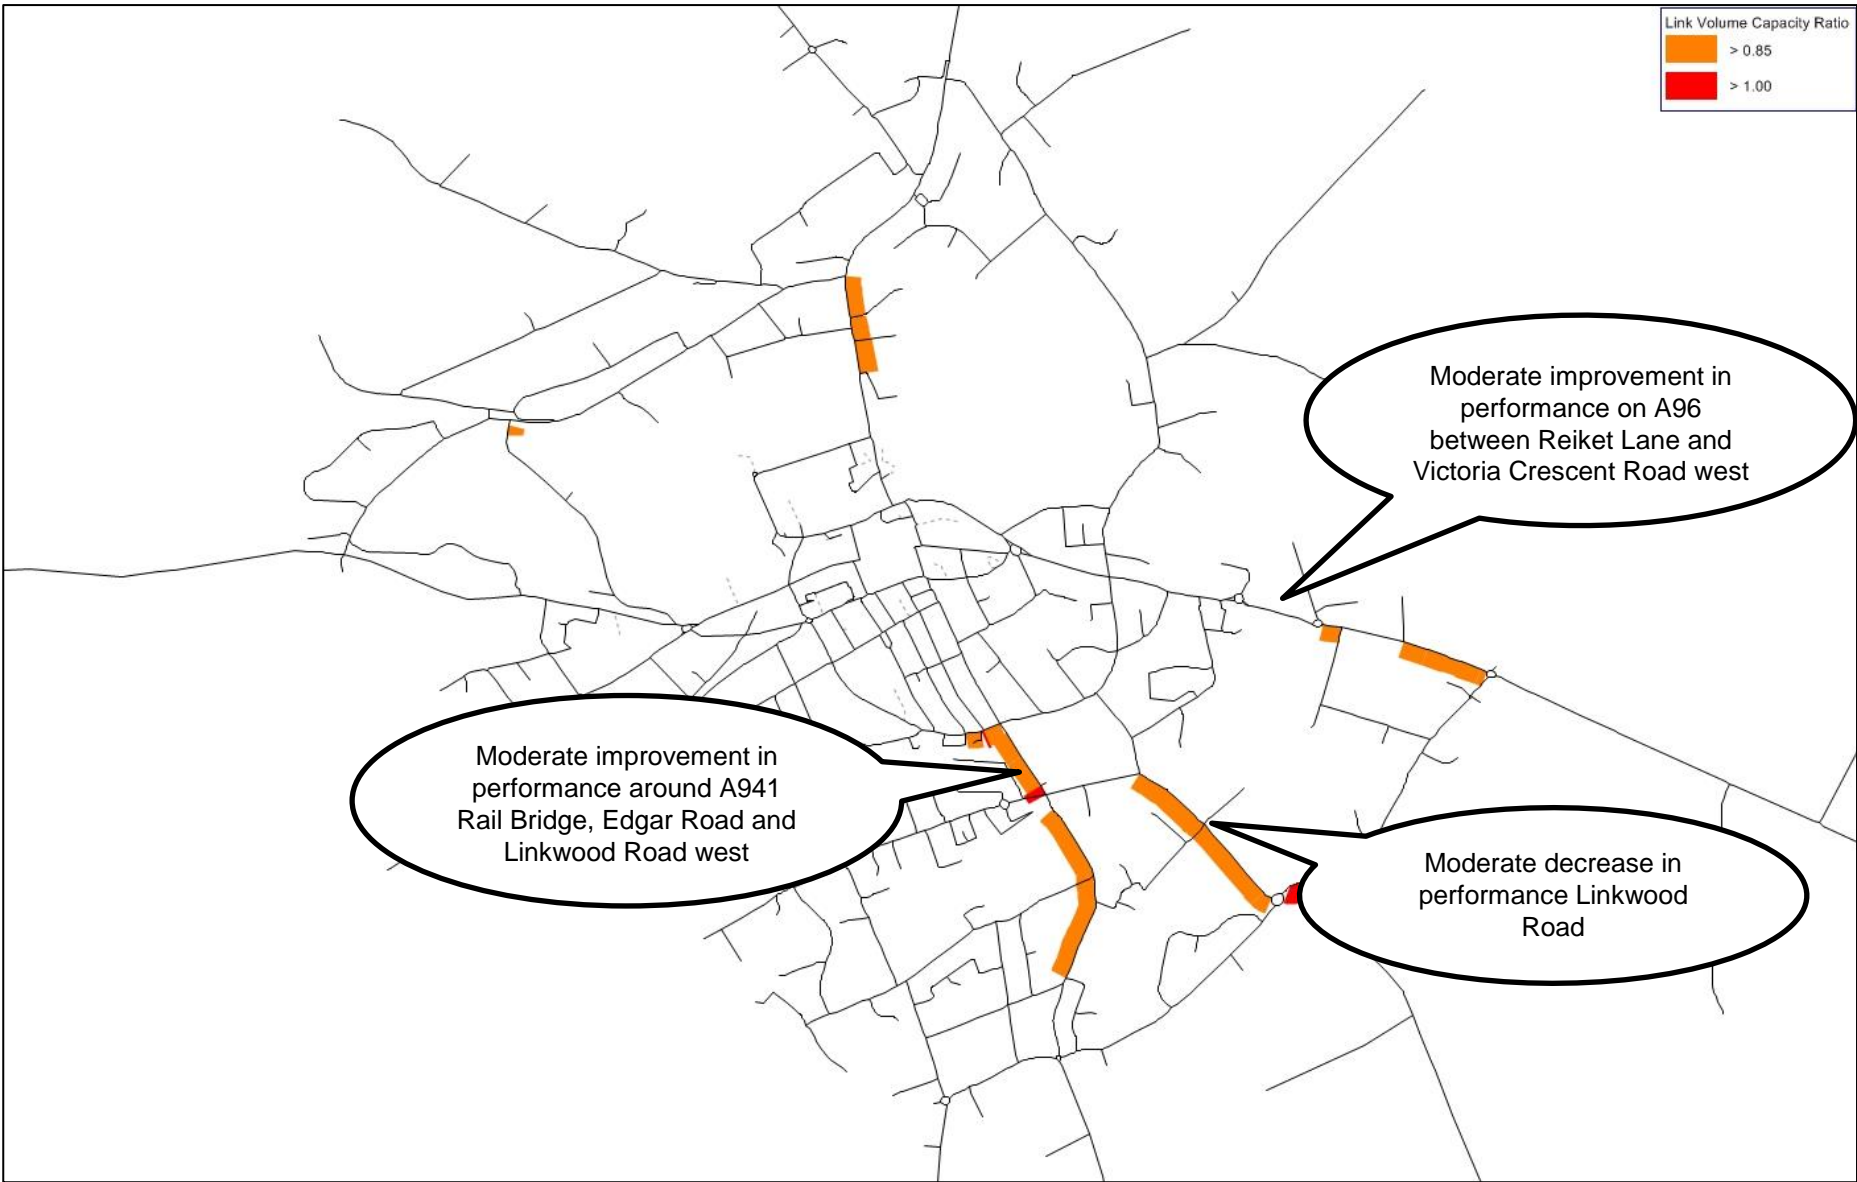 Link Volume Capacity Ratio
> 0.85
> 1.00
Moderate improvement in
performance on A96
between Reiket Lane and
Victoria Crescent Road west
Moderate improvement in
performance around A941
Rail Bridge, Edgar Road and
Linkwood Road west
Moderate decrease in
performance Linkwood
Road